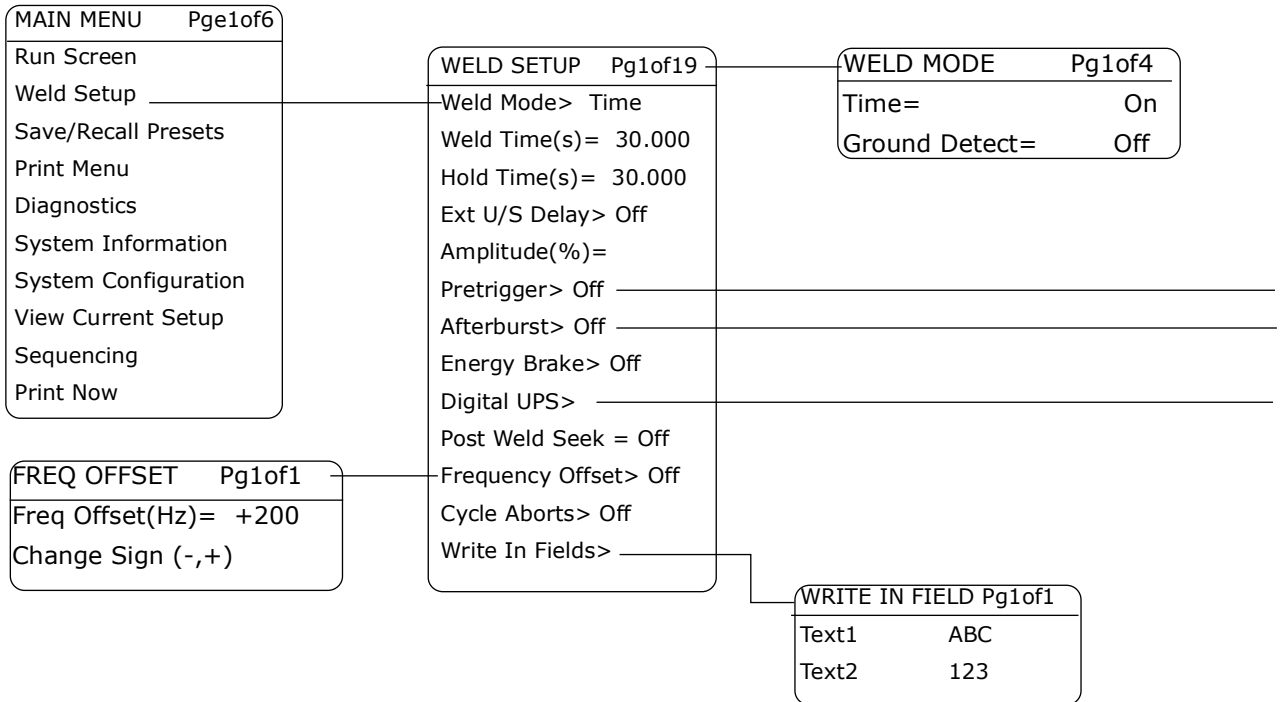 MAIN MENU Pge1of6
Run Screen
Weld Setup
Save/Recall Presets
Print Menu
Diagnostics
System Information
System Configuration
View Current Setup
Sequencing
Print Now
WELD SETUP Pg1of19
Weld Mode> Time
Weld Time(s)= 30.000
Hold Time(s)= 30.000
Ext U/S Delay> Off
Amplitude(%)=
Pretrigger> Off
Afterburst> Off
Energy Brake> Off
Digital UPS>
Post Weld Seek = Off
Frequency Offset> Off
Cycle Aborts> Off
Write In Fields>
WELD MODE Pg1of4
Time= On
Ground Detect= Off
FREQ OFFSET Pg1of1
Freq Offset(Hz)= +200
Change Sign (-,+)
WRITE IN FIELD Pg1of1
Text1 ABC
Text2 123